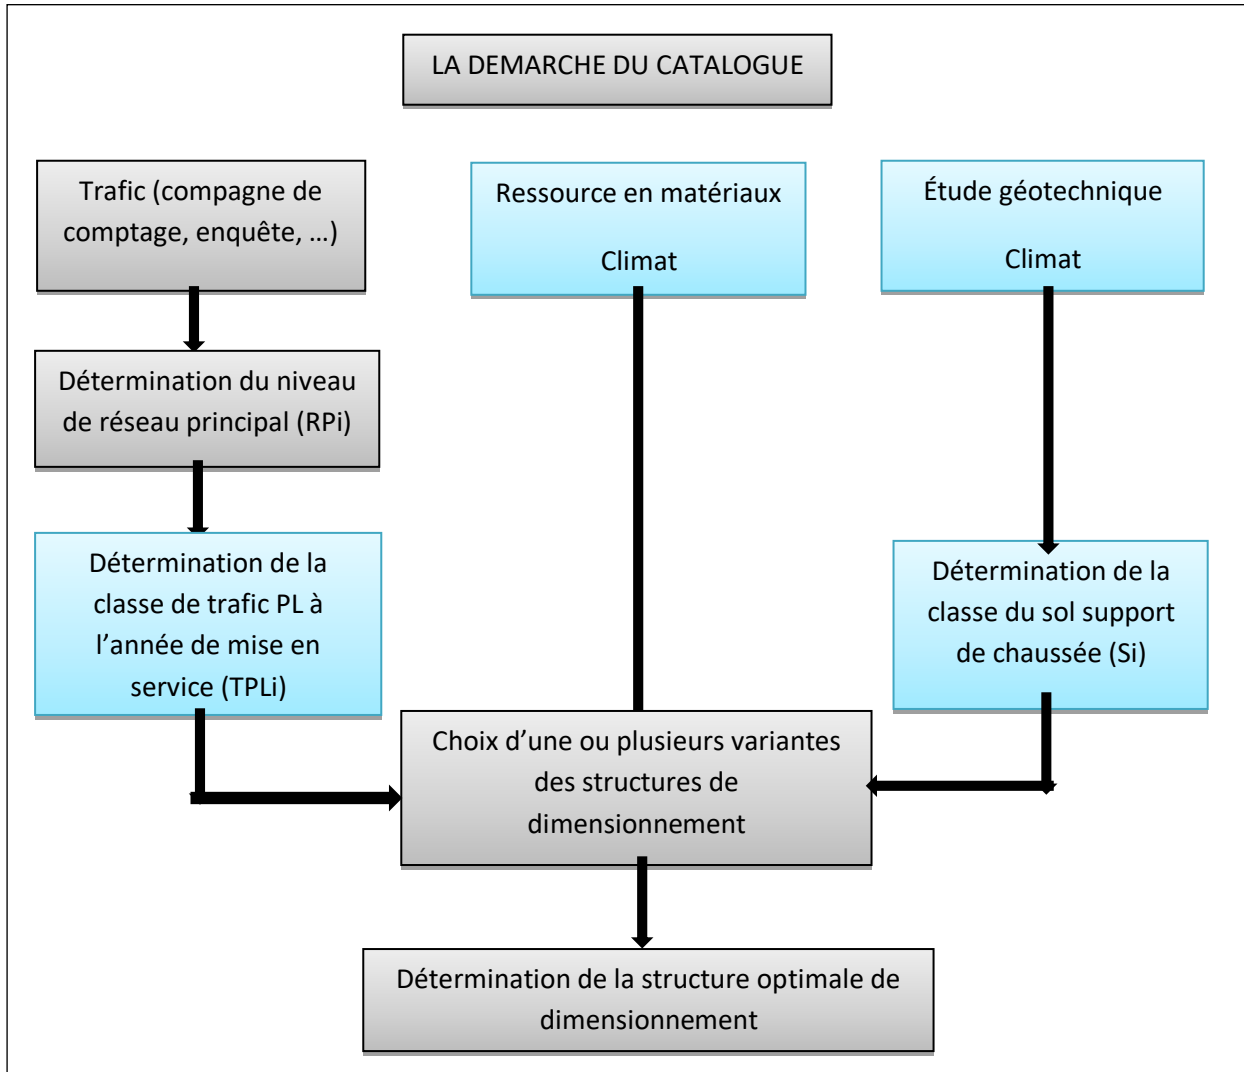 LA DEMARCHE DU CATALOGUE
Trafic (compagne de
comptage, enquête, …)
Ressource en matériaux
Climat
Étude géotechnique
Climat
Détermination du niveau
de réseau principal (RPi)
Détermination de la
classe de trafic PL à
l’année de mise en
service (TPLi)
Détermination de la
classe du sol support
de chaussée (Si)
Choix d’une ou plusieurs variantes
des structures de
dimensionnement
Détermination de la structure optimale de
dimensionnement